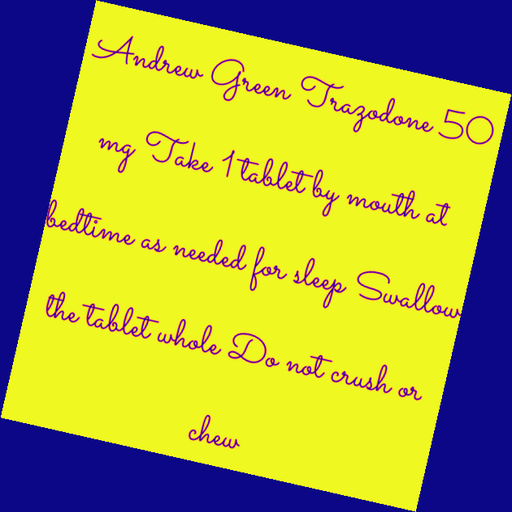 Andrew Green Trazodone 50
mg Take 1 tablet by mouth at
bedtime as needed for sleep Swallow
the tablet whole Do not crush or
chew